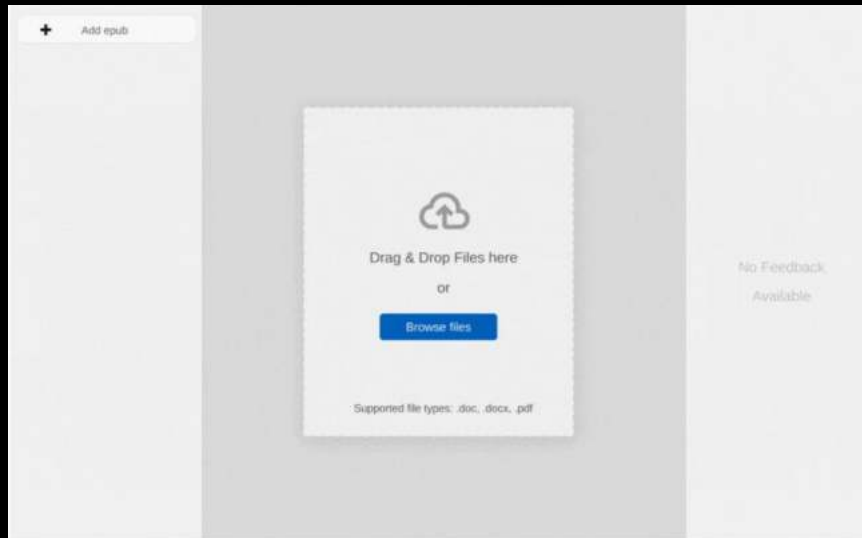 Add epub
Drag & Drop Files here
or
Browse files
Supported file types: .doc, .docx, .pdf
No Feedback
Available